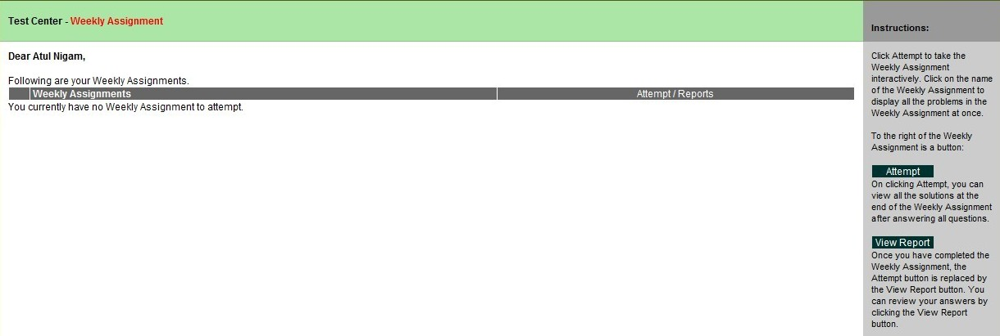 Test Center - Weekly Assignment
Dear Atul Nigam,
Following are your Weekly Assignments.
Weekly Assignments Attempt / Reports
You currently have no Weekly Assignment to attempt.
Instructions:
Click Attempt to take the
Weekly Assignment
interactively. Click on the name
of the Weekly Assignment to
display all the problems in the
Weekly Assignment at once.
To the right of the Weekly
Assignment is a button:
Attempt
On clicking Attempt, you can
view all the solutions at the
end of the Weekly Assignment
after answering all questions.
View Report
Once you have completed the
Weekly Assignment, the
Attempt button is replaced by
the View Report button. You
can review your answers by
clicking the View Report
button.